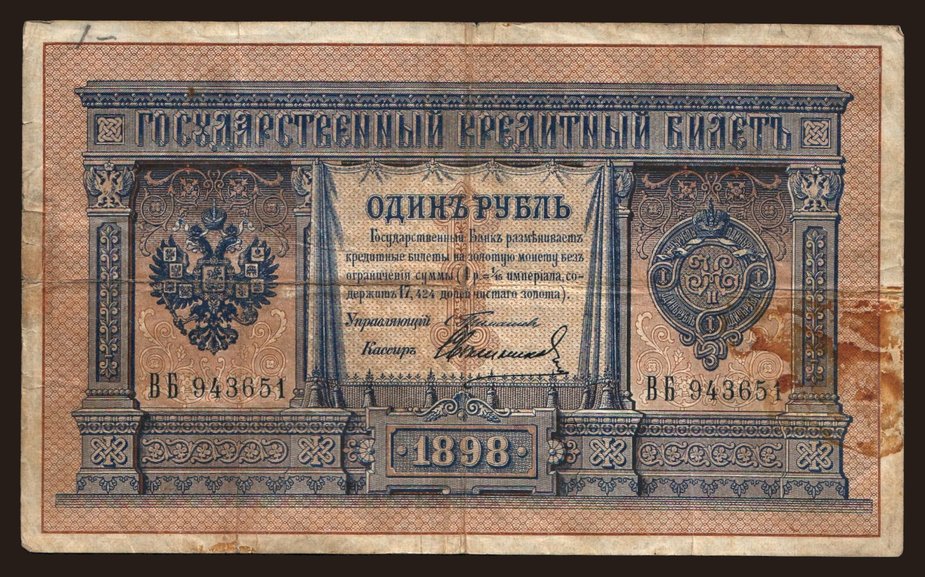 1-
ГОСУДАРСТВЕННЫЙ КРЕДИТНЫЙ БИЛЕТЪ
ОДИНЪ РУБЛЬ
Государственный Банкъ размѣниваетъ
кредитные билеты на золотую монету безъ
ограниченія суммы (1 р.= 1/15 имперіала, со-
держитъ 17,424 долей чистаго золота).
Управляющій
Кассиръ
ВБ 943651
ВБ 943651
1898